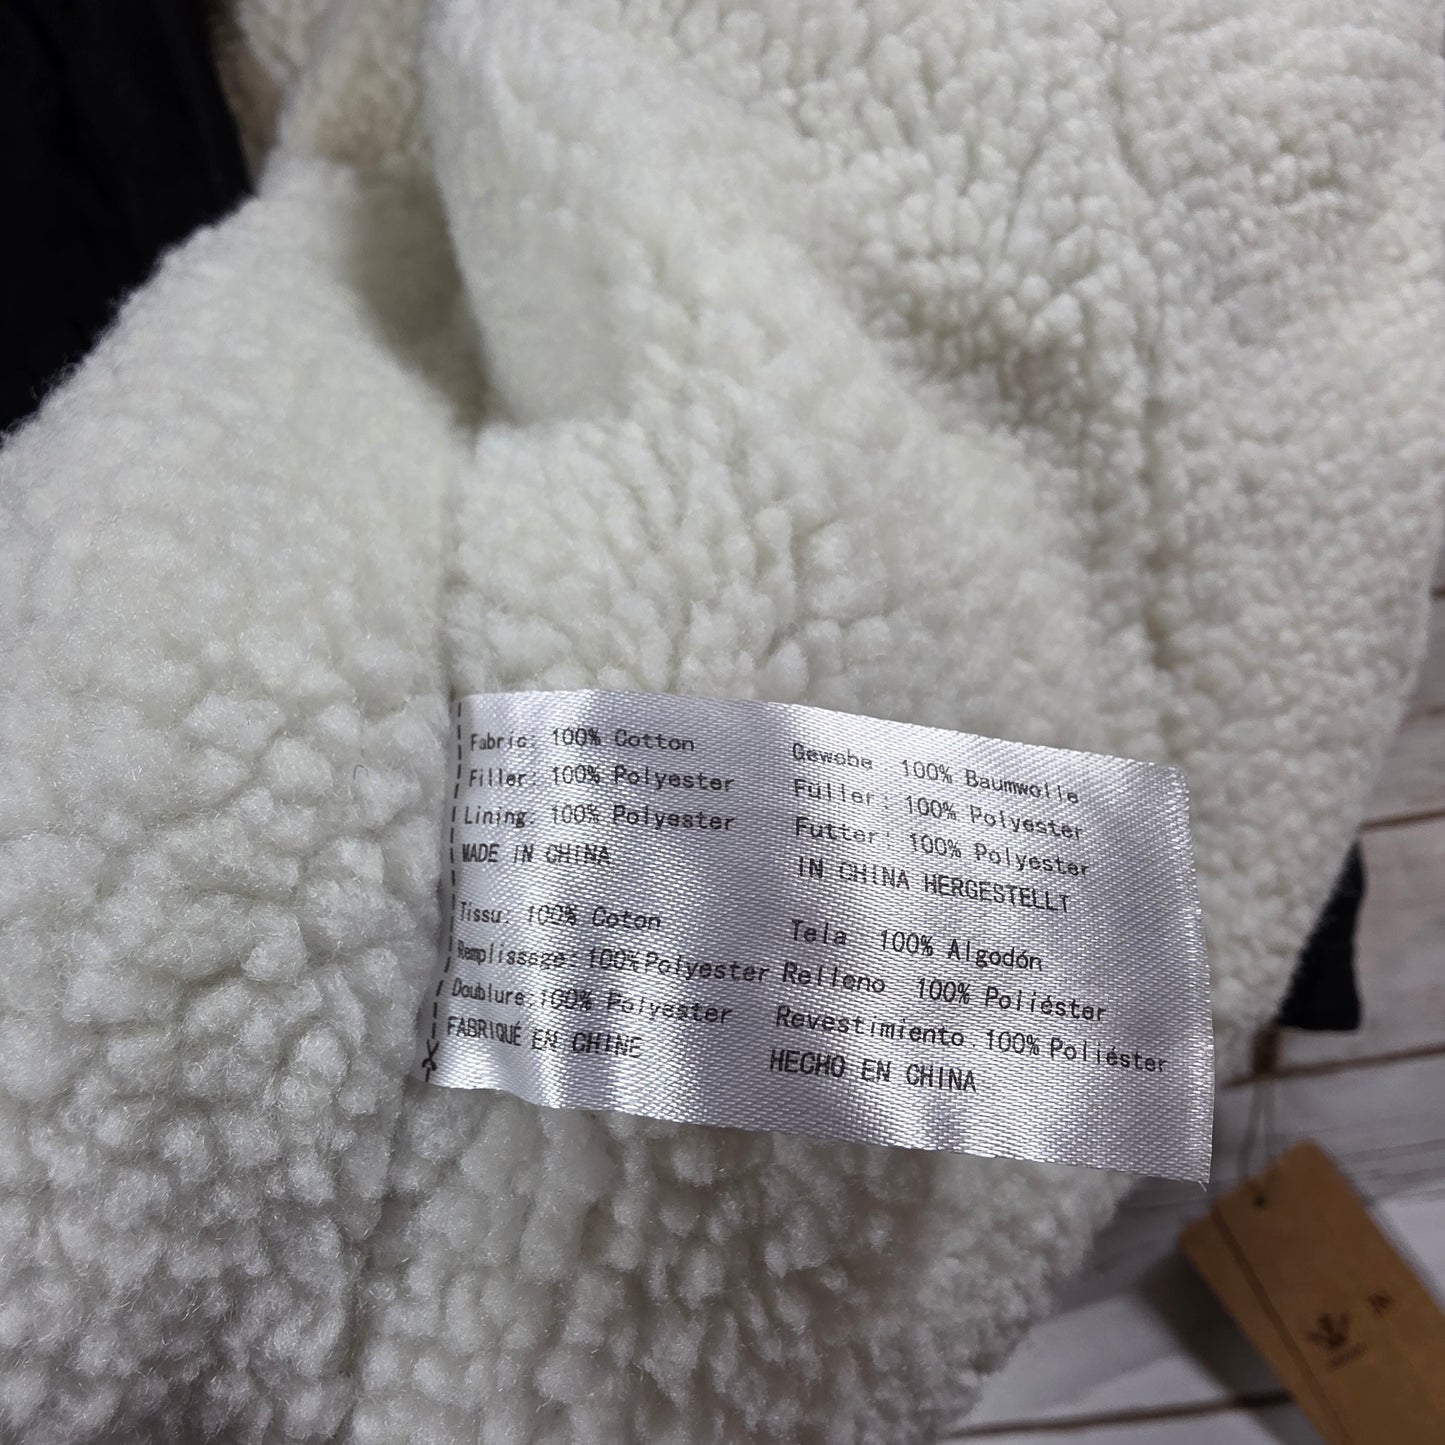 Fabric: 100% Cotton
Filler: 100% Polyester
Lining: 100% Polyester
MADE IN CHINA
Gewebe 100% Baumwolle
Fuller: 100% Polyester
Futter: 100% Polyester
IN CHINA HERGESTELLT
Tissu: 100% Coton
Remplissage: 100% Polyester
Doublure 100% Polyester
FABRIQUÉ EN CHINE
Tela 100% Algodón
Relleno 100% Poliéster
Revestimiento 100% Poliéster
HECHO EN CHINA